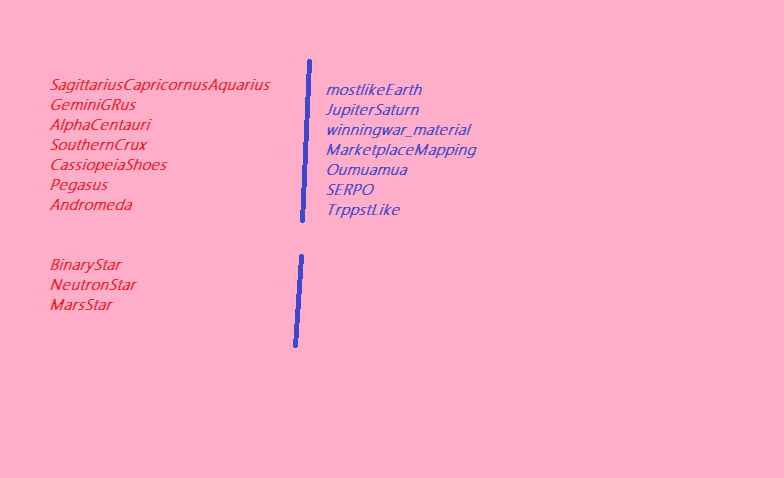 SagittariusCapricornusAquarius
GeminiGRus
AlphaCentauri
SouthernCrux
CassiopeiaShoes
Pegasus
Andromeda
mostlikeEarth
JupiterSaturn
winningwar_material
MarketplaceMapping
Oumuamua
SERPO
TrppstLike
BinaryStar
NeutronStar
MarsStar